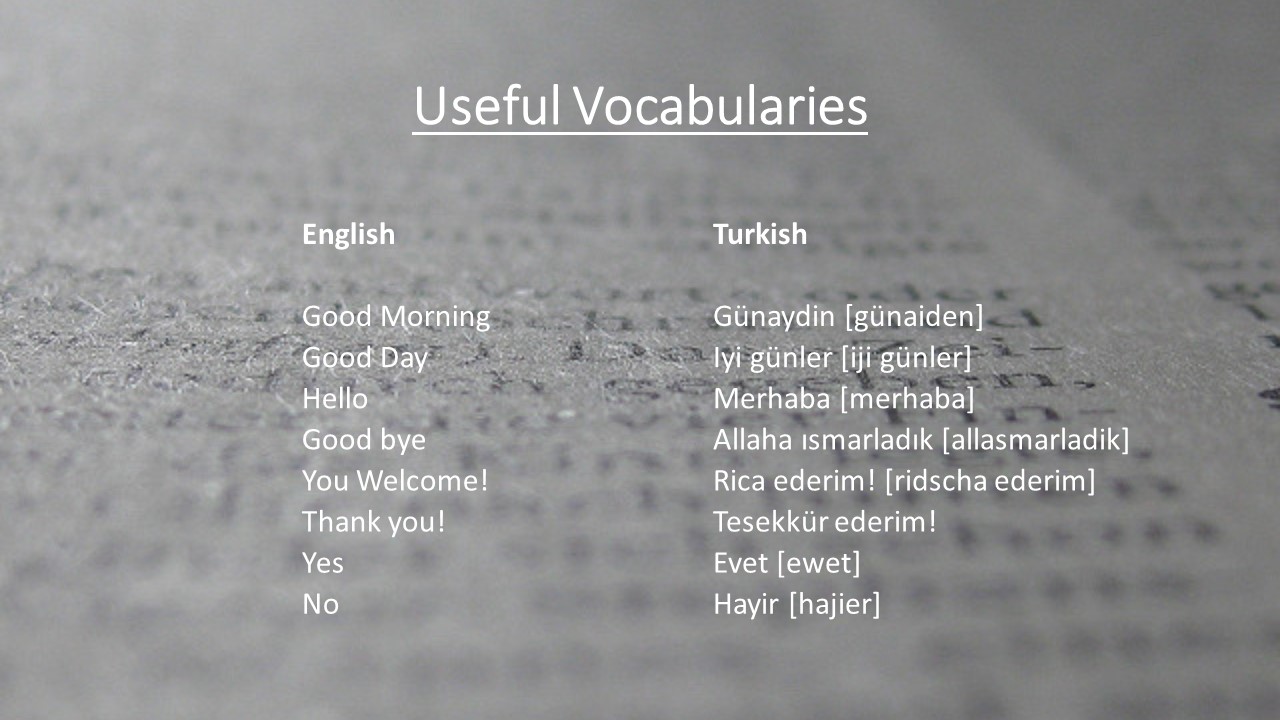 Useful Vocabularies
English Turkish
Good Morning Günaydin [günaiden]
Good Day Iyi günler [iji günler]
Hello Merhaba [merhaba]
Good bye Allaha ısmarladık [allasmarladik]
You Welcome! Rica ederim! [ridscha ederim]
Thank you! Tesekkür ederim!
Yes Evet [ewet]
No Hayir [hajier]